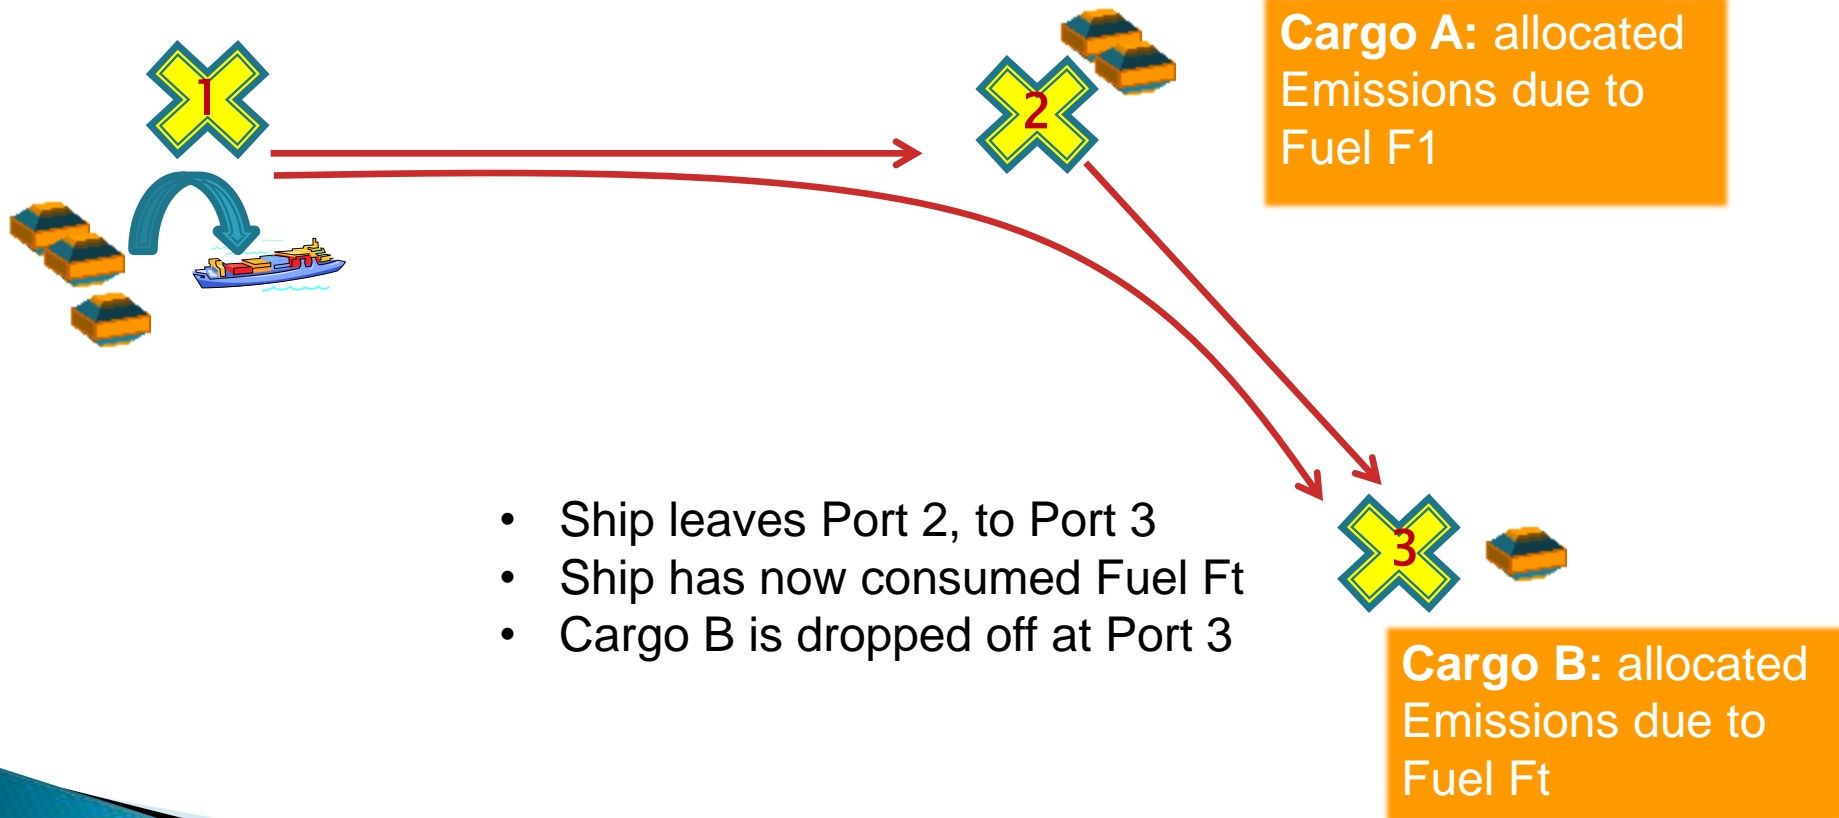 1
2
Cargo A: allocated
Emissions due to
Fuel F1
• Ship leaves Port 2, to Port 3
• Ship has now consumed Fuel Ft
• Cargo B is dropped off at Port 3
3
Cargo B: allocated
Emissions due to
Fuel Ft